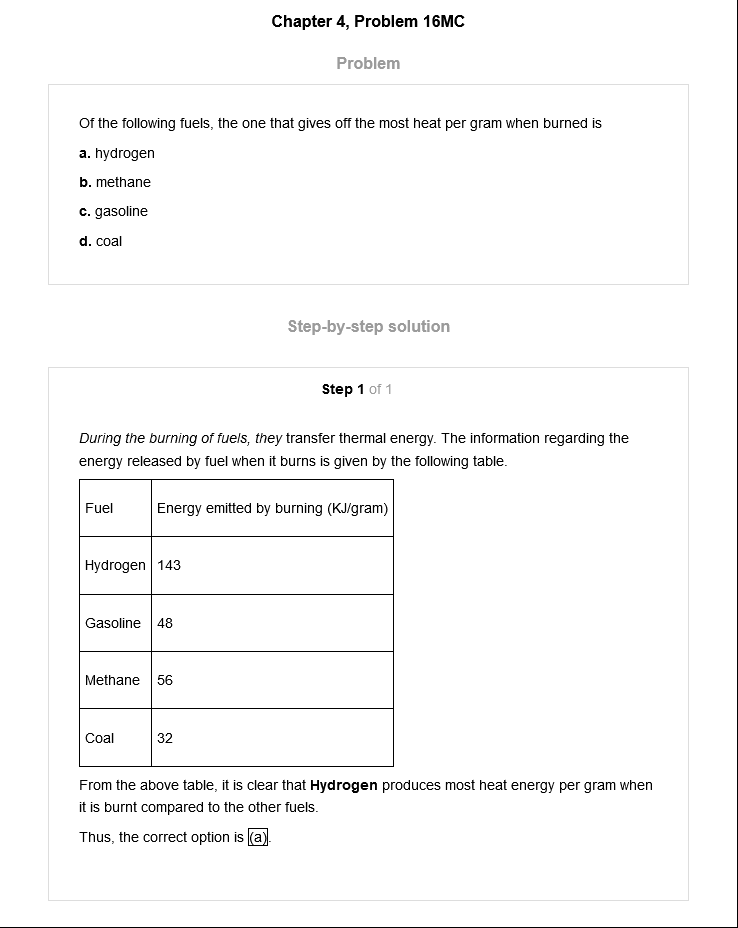 Chapter 4, Problem 16MC
Problem
Of the following fuels, the one that gives off the most heat per gram when burned is
a. hydrogen
b. methane
c. gasoline
d. coal
Step-by-step solution
Step 1 of 1
During the burning of fuels, they transfer thermal energy. The information regarding the
energy released by fuel when it burns is given by the following table.
Fuel Energy emitted by burning (KJ/gram)
Hydrogen 143
Gasoline 48
Methane 56
Coal 32
From the above table, it is clear that Hydrogen produces most heat energy per gram when
it is burnt compared to the other fuels.
Thus, the correct option is (a).